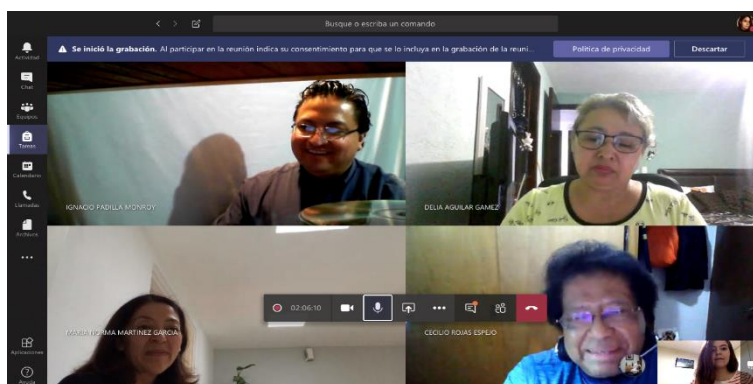 Busque o escriba un comando
Se inició la grabación. Al participar en la reunión indica su consentimiento para que se lo incluya en la grabación de la reuni...
Política de privacidad
Descartar
Actividad
Chat
Equipos
Tareas
Calendario
Llamadas
Archivos
Aplicaciones
Ayuda
IGNACIO PADILLA MONROY
DELIA AGUILAR GAMEZ
MARIA NORMA MARTINEZ GARCIA
02:06:10
CECILIO ROJAS ESPEJO